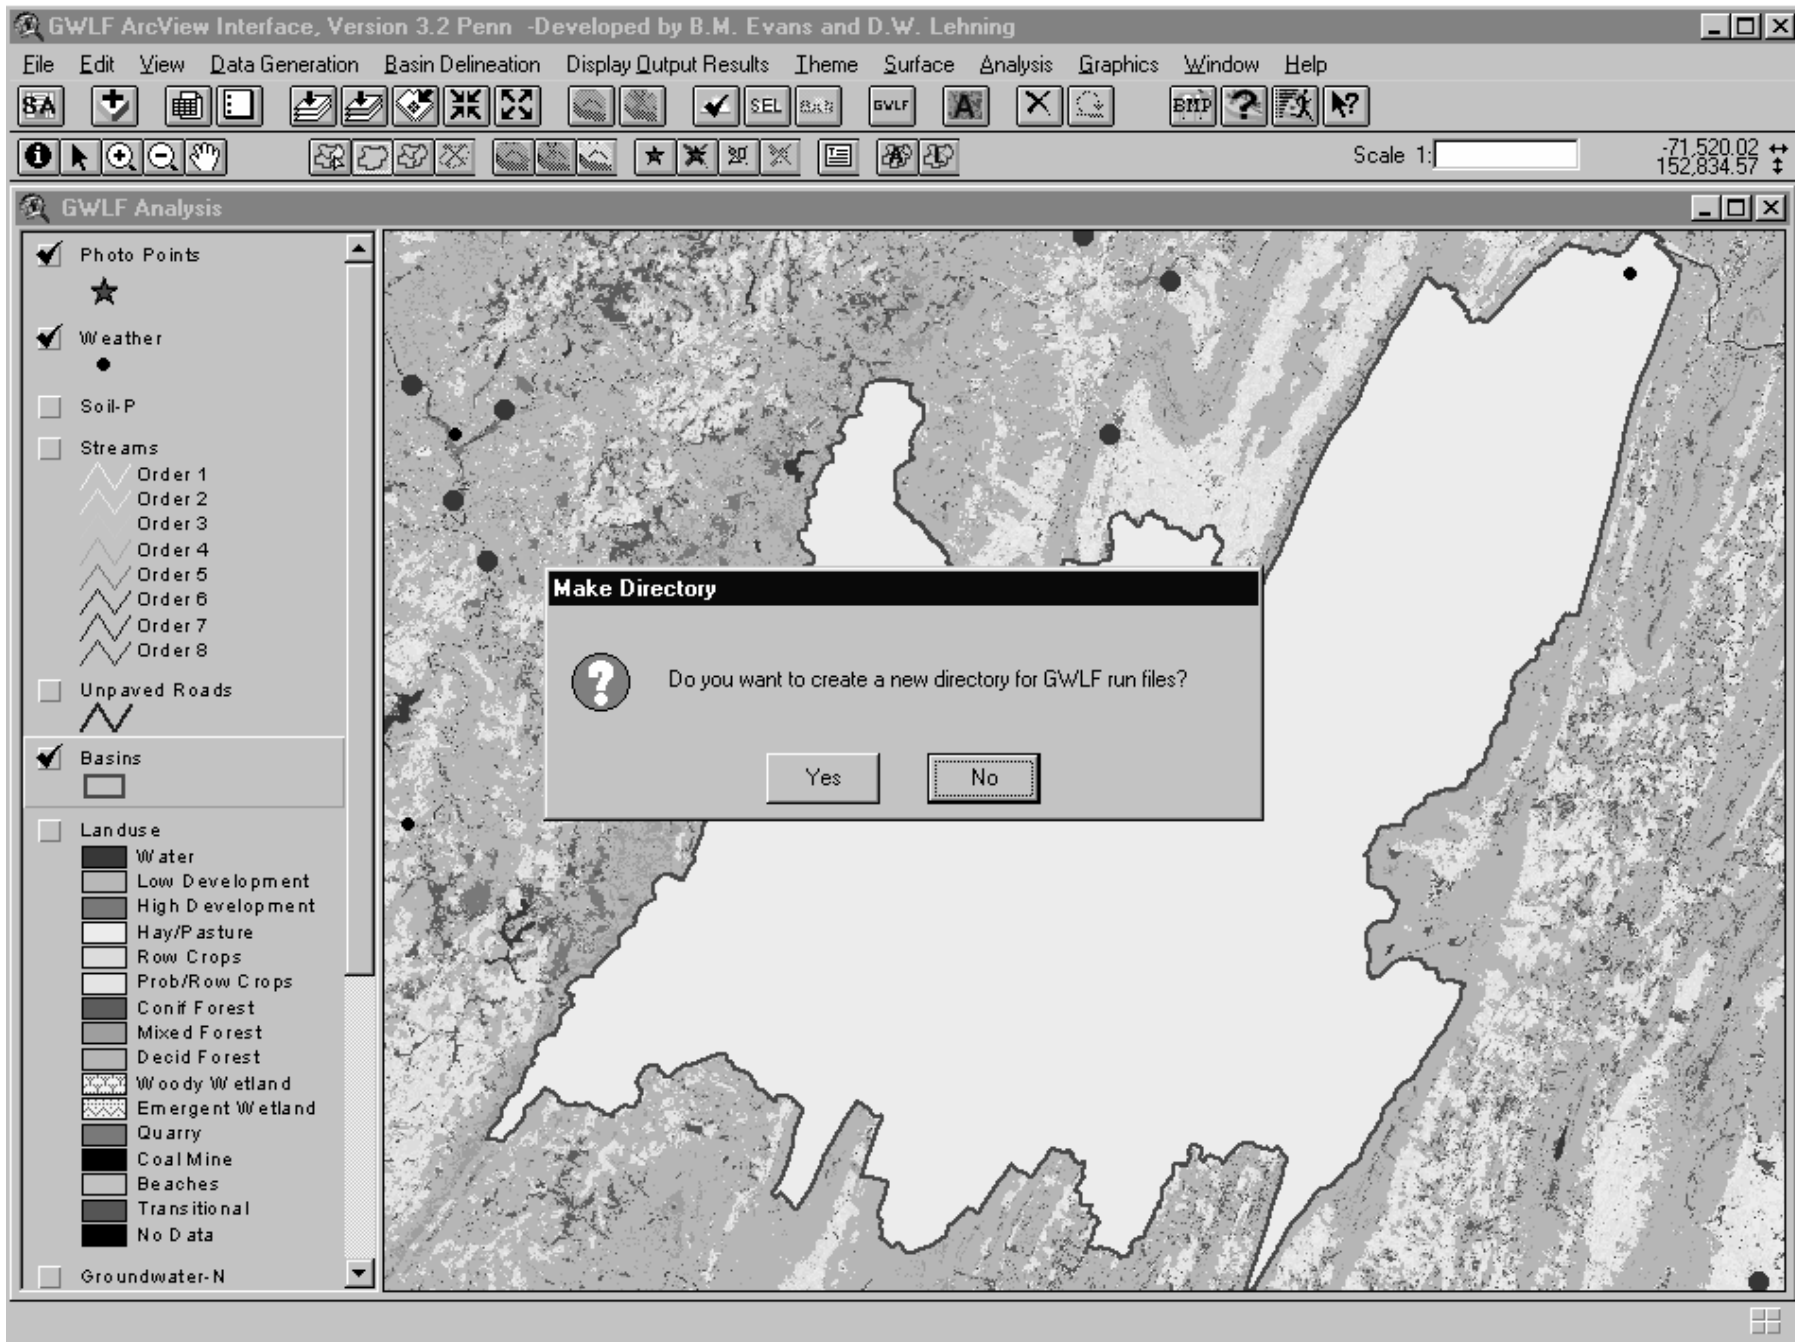 GWLF ArcView Interface, Version 3.2 Penn -Developed by B.M. Evans and D.W. Lehning
File Edit View Data Generation Basin Delineation Display Output Results Theme Surface Analysis Graphics Window Help
SA SEL GWLF A BMP ? ?
Scale 1: -71,520.02
152,834.57
GWLF Analysis
Photo Points
Weather
Soil-P
Streams
Order 1
Order 2
Order 3
Order 4
Order 5
Order 6
Order 7
Order 8
Unpaved Roads
Basins
Landuse
Water
Low Development
High Development
Hay/Pasture
Row Crops
Prob/Row Crops
Conif Forest
Mixed Forest
Decid Forest
Woody Wetland
Emergent Wetland
Quarry
Coal Mine
Beaches
Transitional
No Data
Groundwater-N
Make Directory
Do you want to create a new directory for GWLF run files?
Yes No